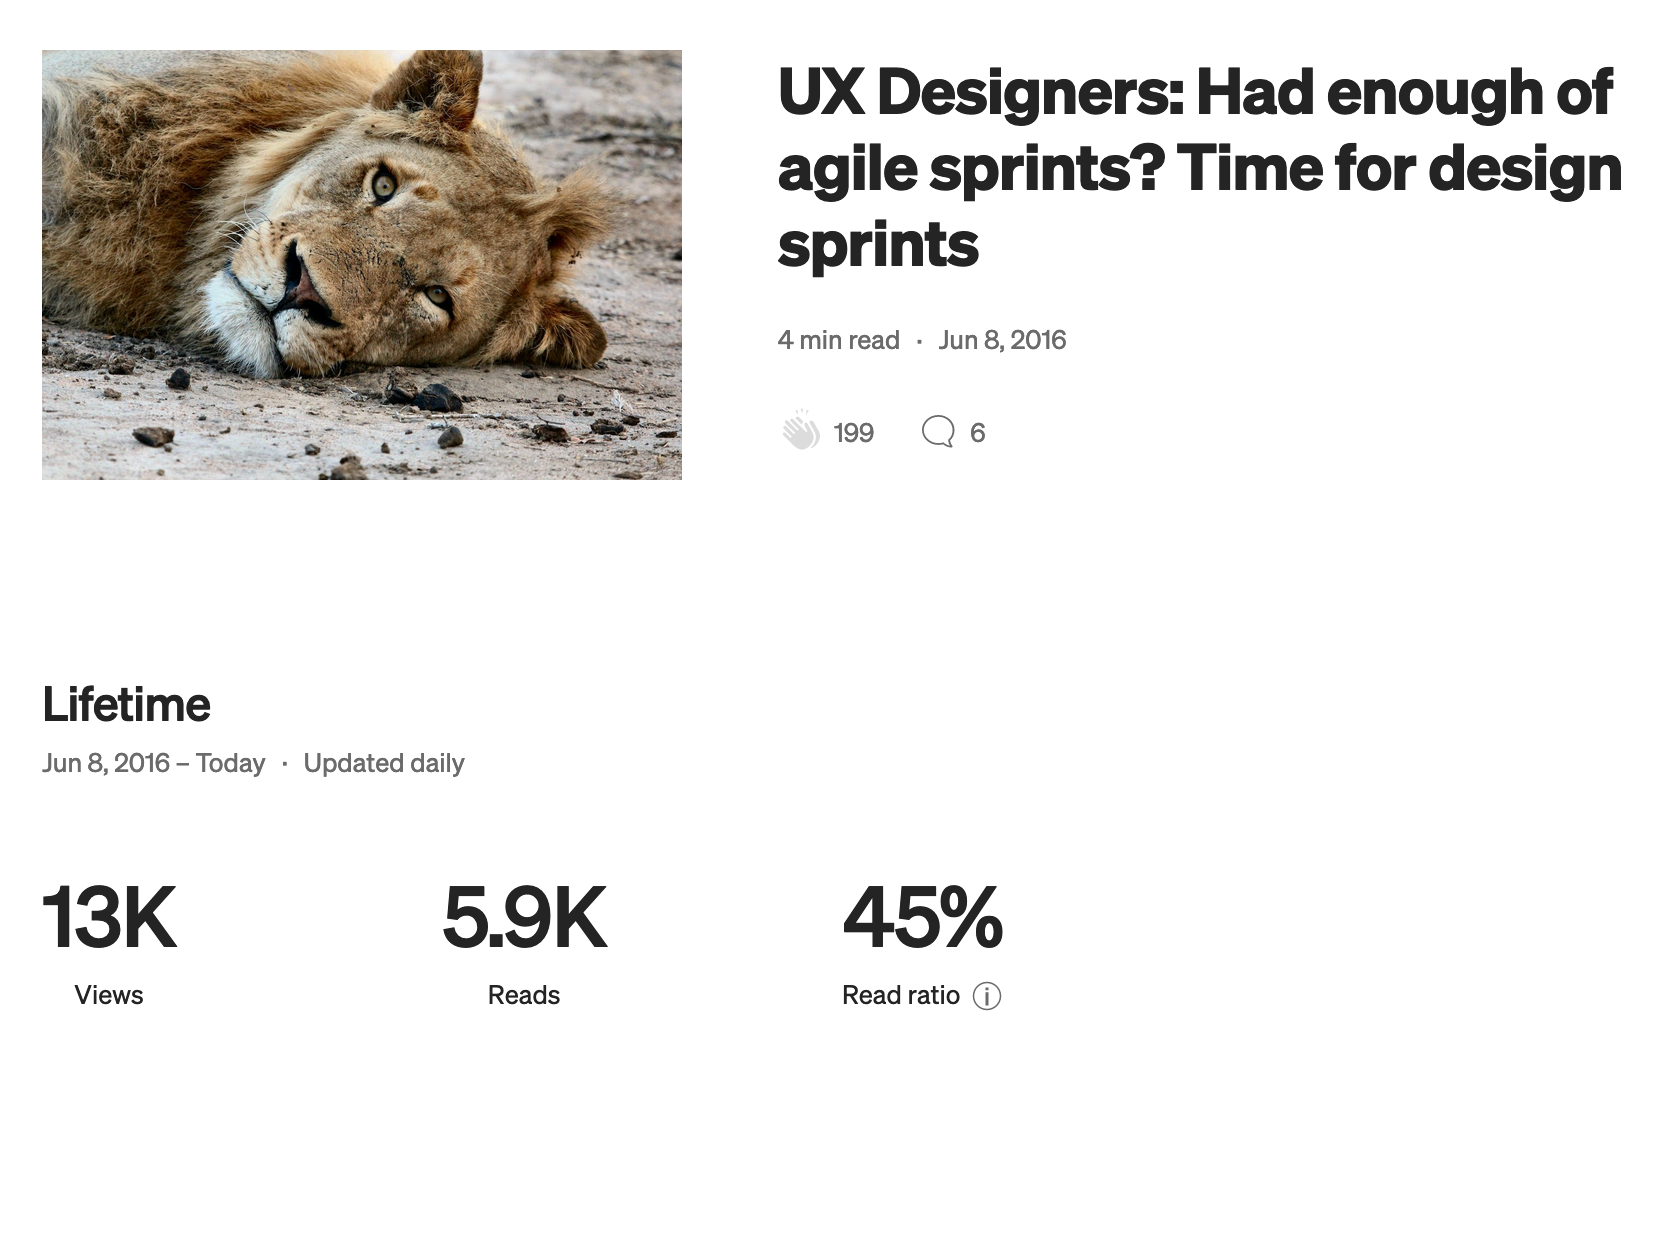 UX Designers: Had enough of
agile sprints? Time for design
sprints
4 min read · Jun 8, 2016
199 6
Lifetime
Jun 8, 2016 – Today · Updated daily
13K 5.9K 45%
Views Reads Read ratio